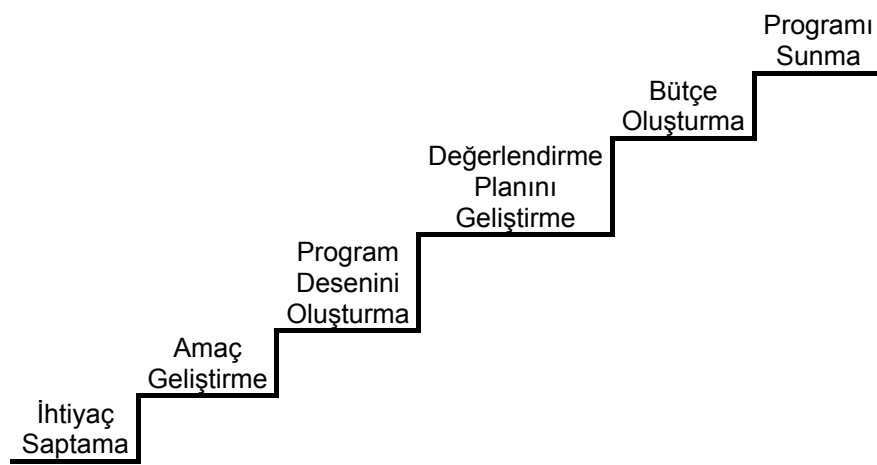 Programı
Sunma
Bütçe
Oluşturma
Değerlendirme
Planını
Geliştirme
Program
Desenini
Oluşturma
Amaç
Geliştirme
İhtiyaç
Saptama